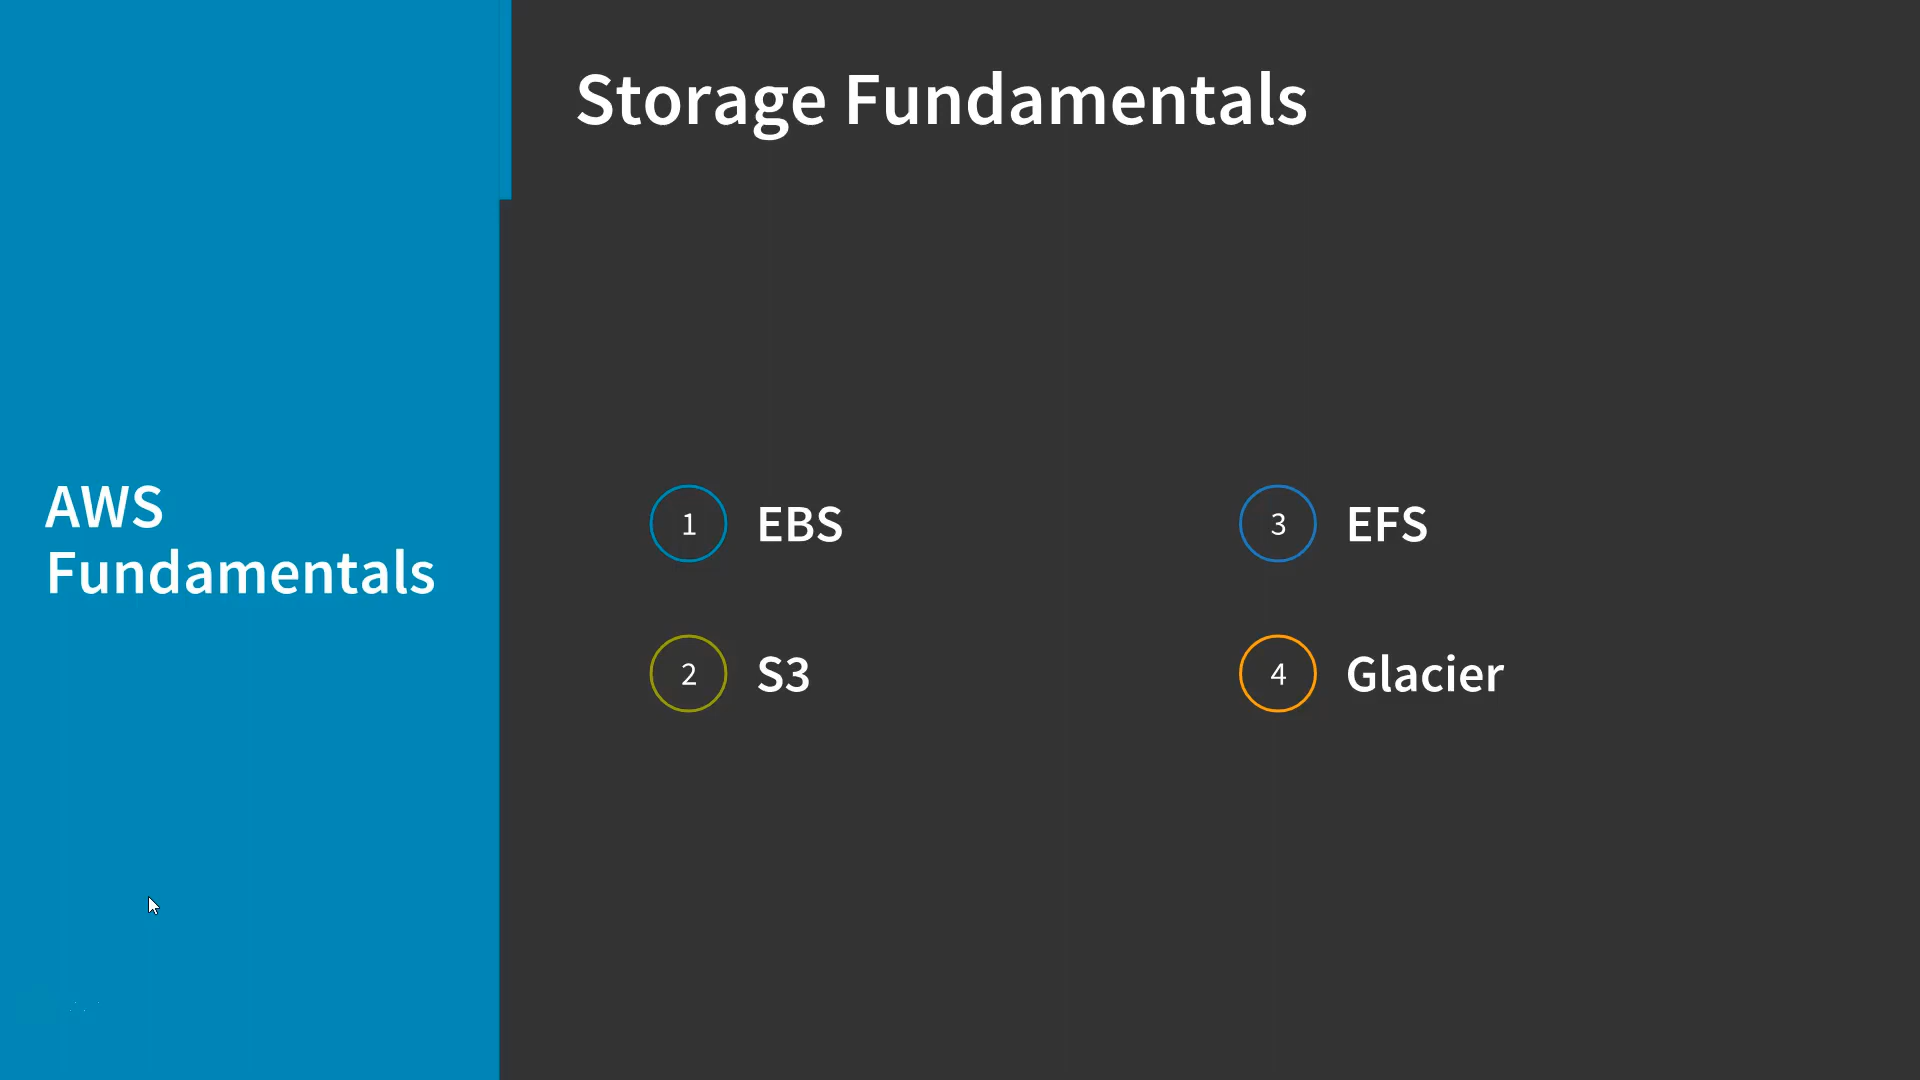 Storage Fundamentals
AWS
Fundamentals
1 EBS
2 S3
3 EFS
4 Glacier